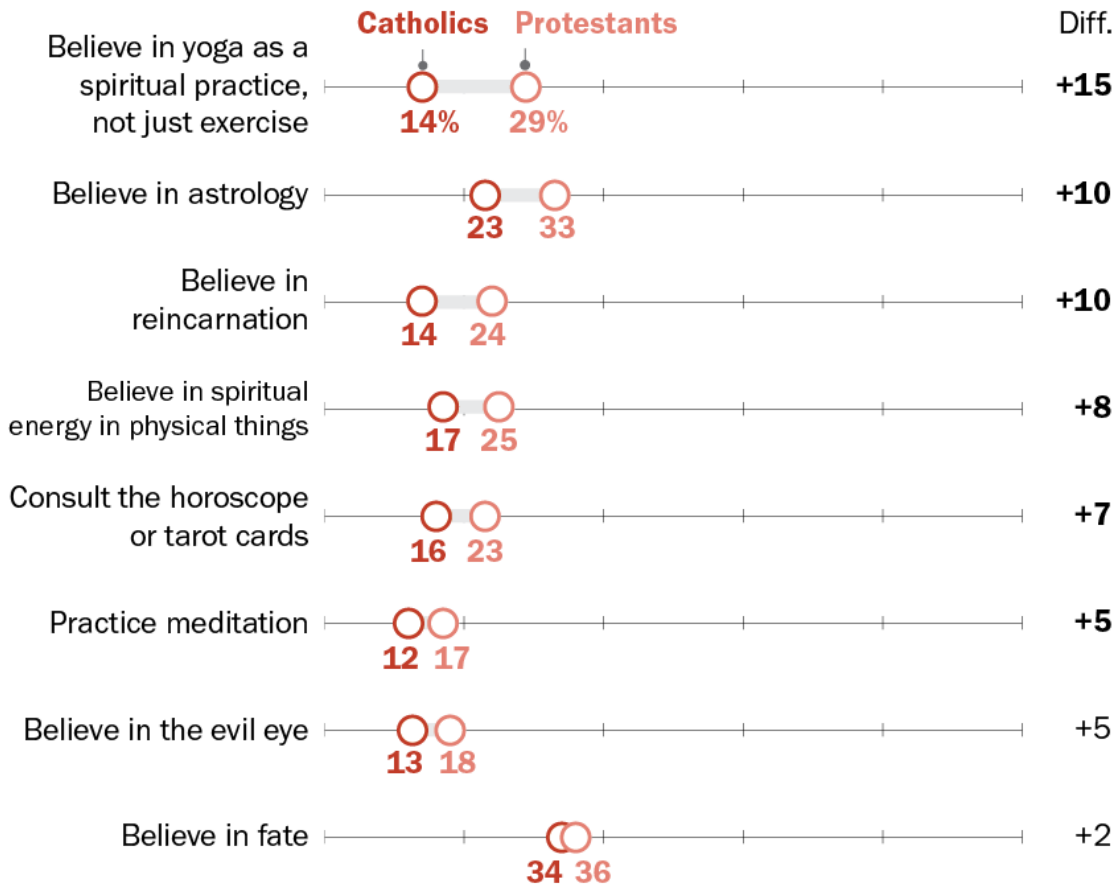 Catholics Protestants Diff.
Believe in yoga as a
spiritual practice,
not just exercise
14% 29% +15
Believe in astrology
23 33 +10
Believe in
reincarnation
14 24 +10
Believe in spiritual
energy in physical things
17 25 +8
Consult the horoscope
or tarot cards
16 23 +7
Practice meditation
12 17 +5
Believe in the evil eye
13 18 +5
Believe in fate
34 36 +2